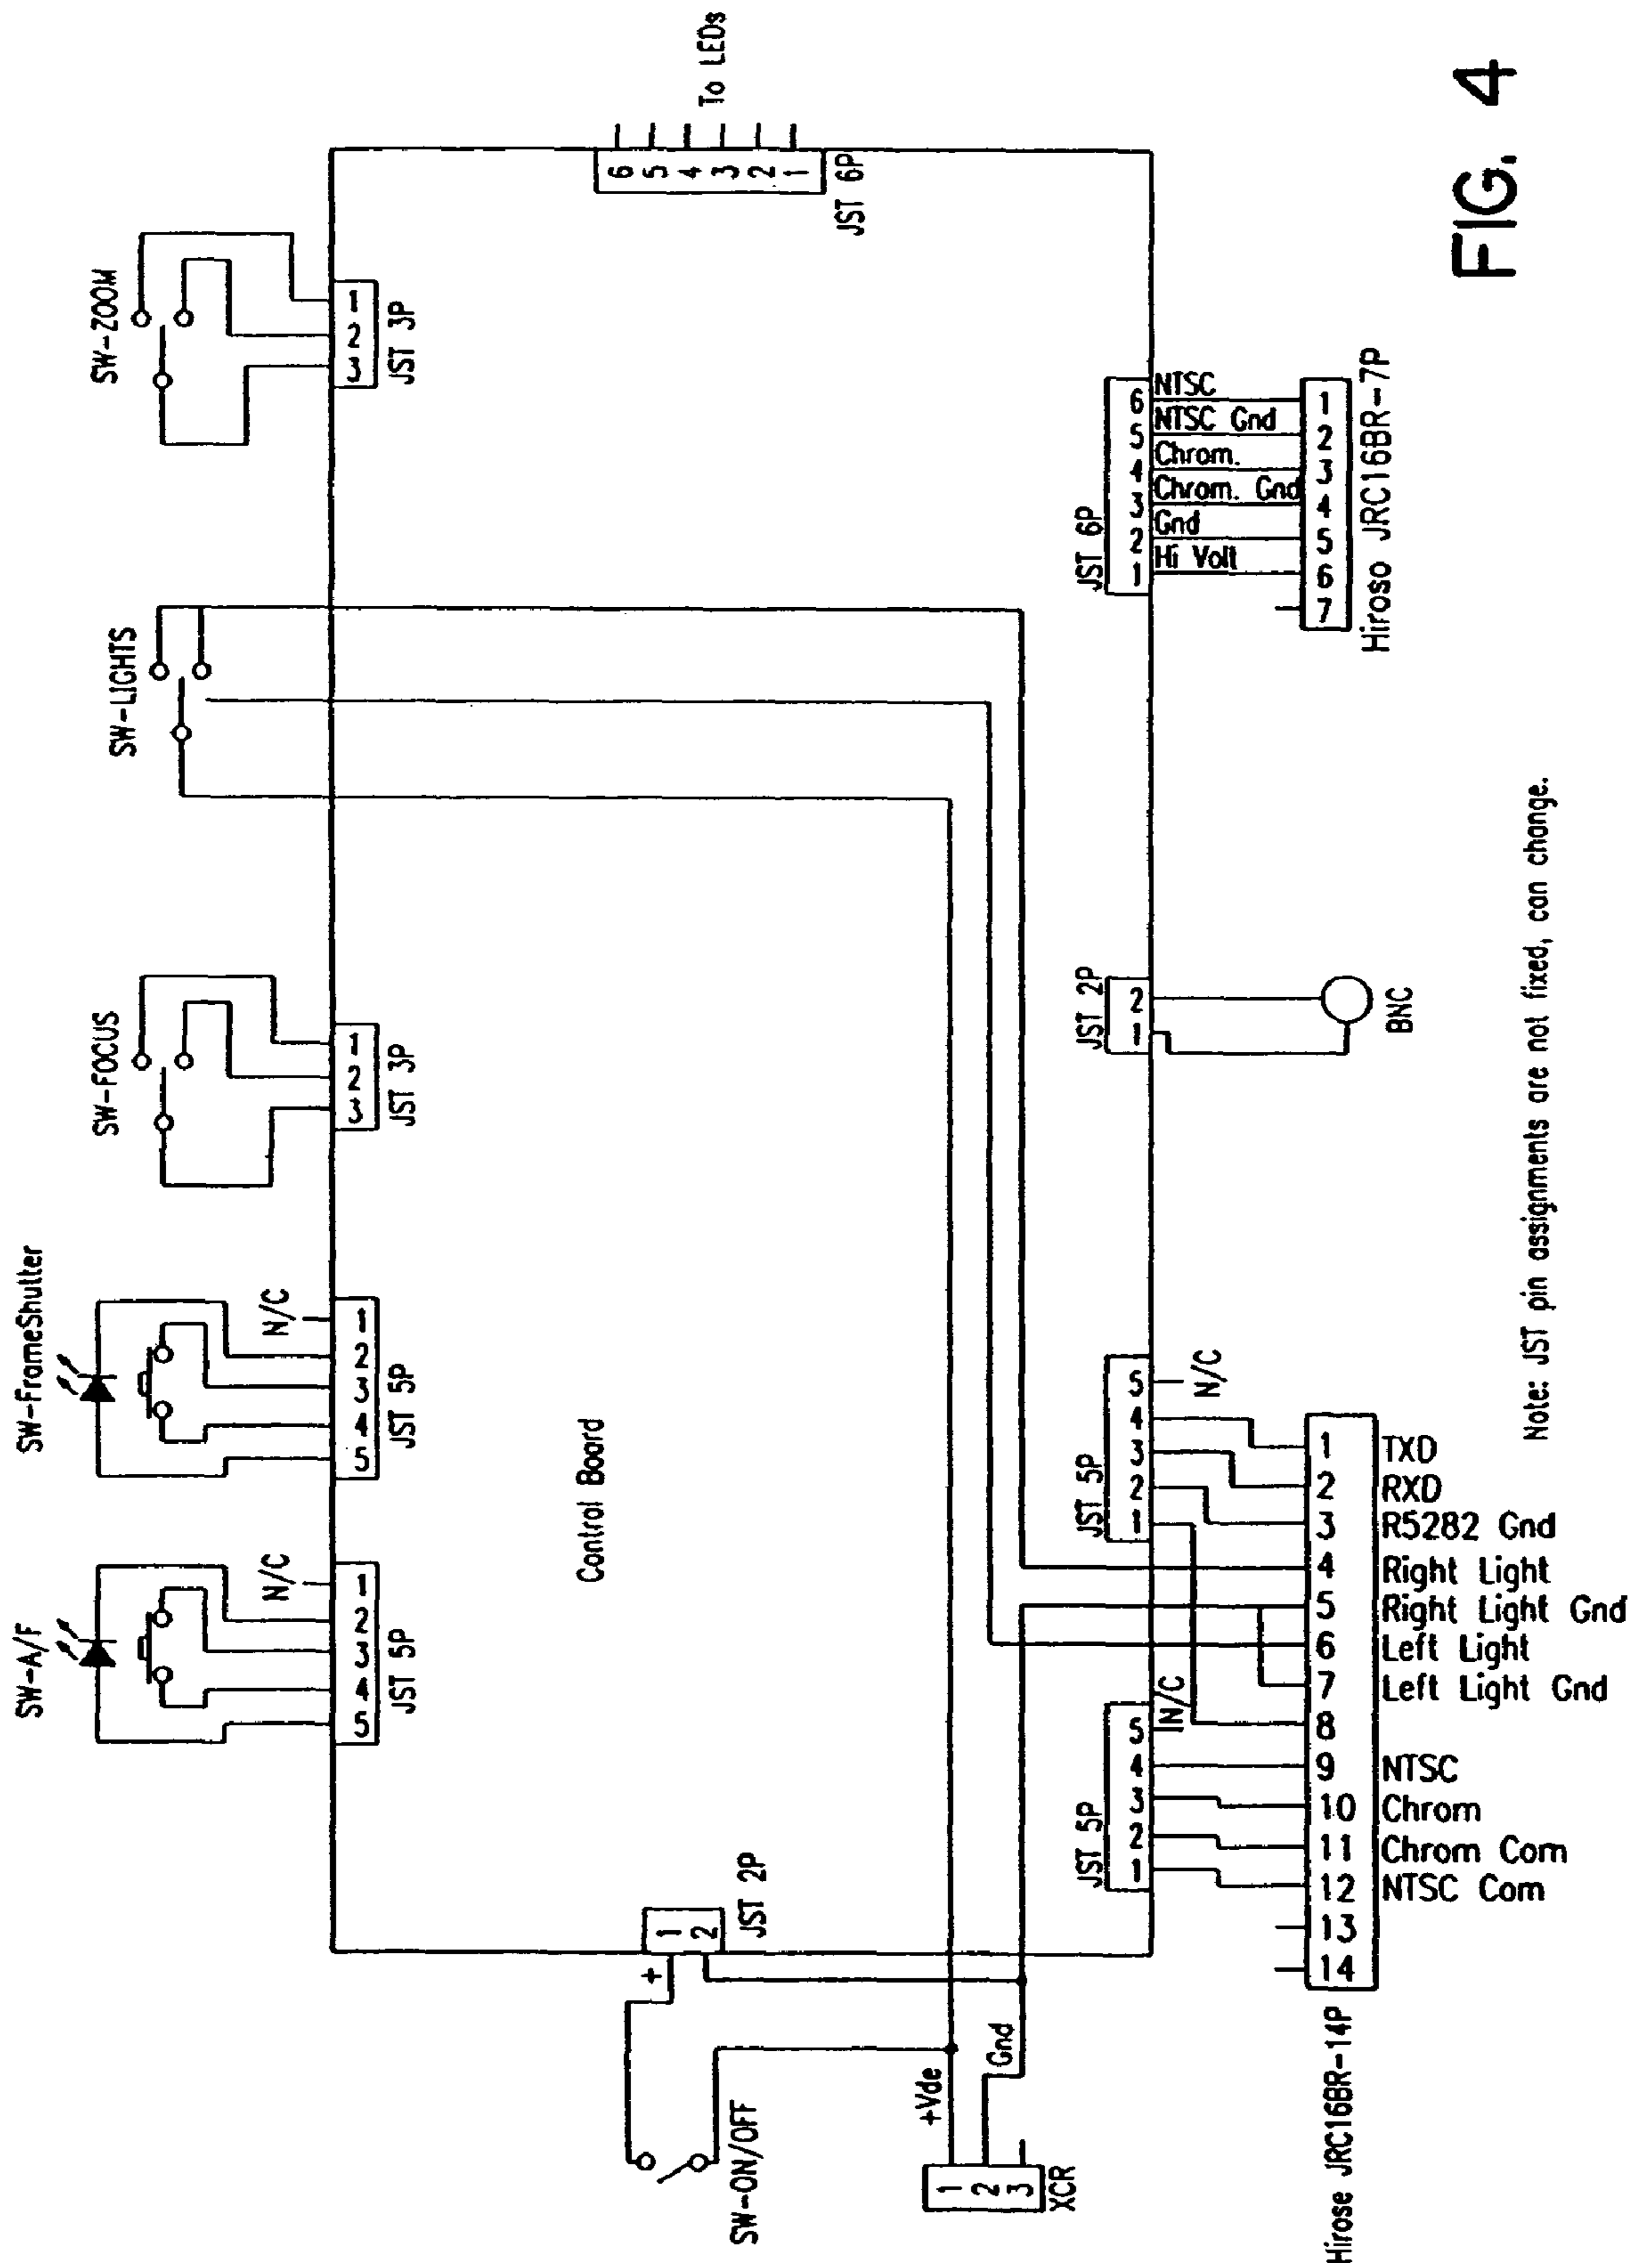 SW-A/F
SW-FrameShutter
SW-FOCUS
SW-LIGHTS
SW-ZOOM
N/C
5 4 3 2 1
JST 5P
N/C
5 4 3 2 1
JST 5P
3 2 1
JST 3P
3 2 1
JST 3P
SW-ON/OFF
+
1
2
JST 2P
Control Board
6
5
4
3
2
1
JST 6P
To LEDs
+Vde
Gnd
1
2
3
XCR
JST 5P
1 2 3 4 5
N/C
JST 5P
1 2 3 4 5
N/C
JST 2P
1 2
BNC
JST 6P
1 2 3 4 5 6
NTSC
NTSC Gnd
Chrom.
Chrom. Gnd
Gnd
Hi Volt
1
2
3
4
5
6
7
Hiroso JRC16BR-7P
Hirose JRC16BR-14P
1 TXD
2 RXD
3 R5282 Gnd
4 Right Light
5 Right Light Gnd
6 Left Light
7 Left Light Gnd
8
9 NTSC
10 Chrom
11 Chrom Com
12 NTSC Com
13
14
Note: JST pin assignments are not fixed, can change.
FIG. 4